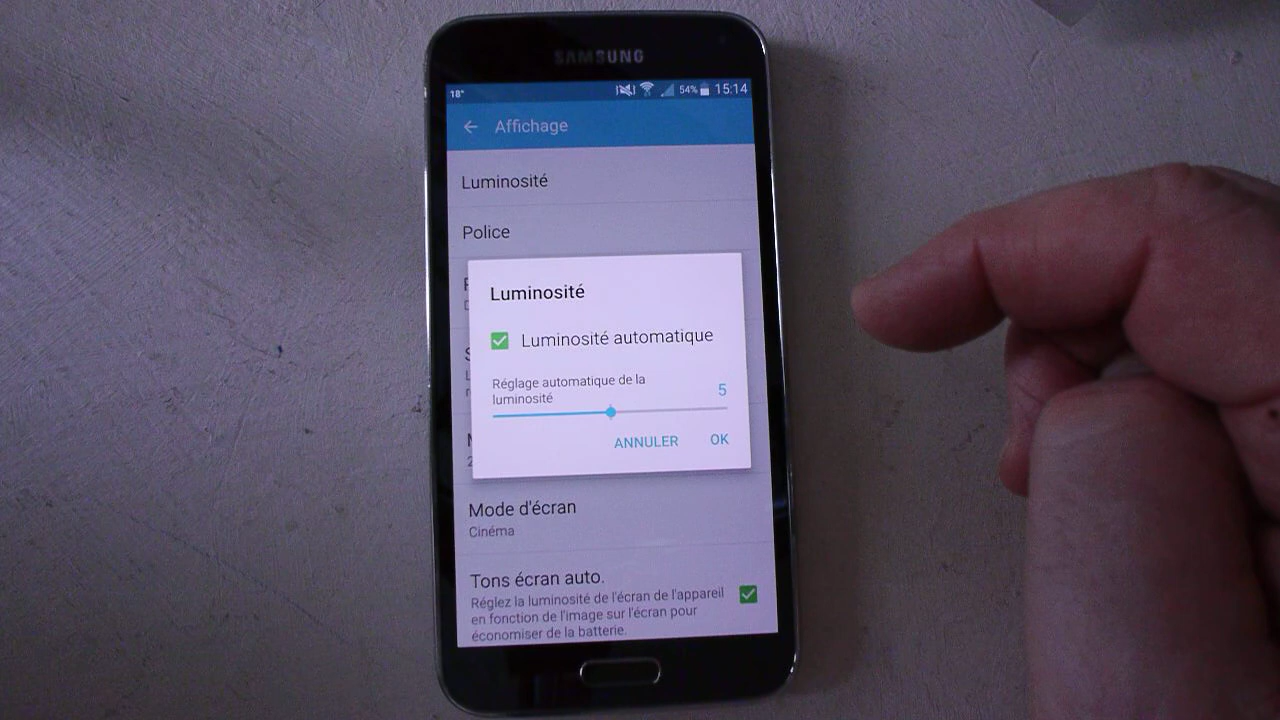 SAMSUNG
18° 54% 15:14
Affichage
Luminosité
Police
Luminosité
Luminosité automatique
Réglage automatique de la
luminosité
5
ANNULER OK
Mode d'écran
Cinéma
Tons écran auto.
Réglez la luminosité de l'écran de l'appareil
en fonction de l'image sur l'écran pour
économiser de la batterie.